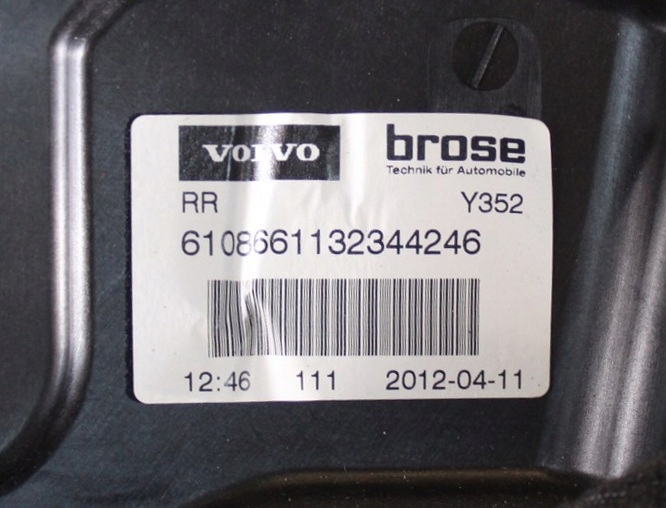 VOLVO
brose
Technik für Automobile
RR Y352
6108661132344246
12:46 111 2012-04-11